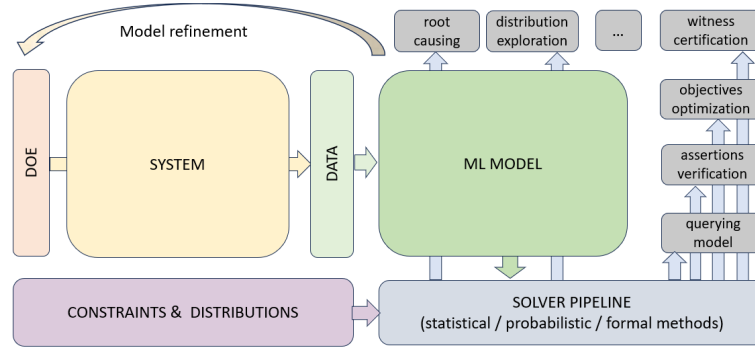 Model refinement
root
causing
distribution
exploration
...
witness
certification
objectives
optimization
DOE
SYSTEM
DATA
ML MODEL
assertions
verification
querying
model
CONSTRAINTS & DISTRIBUTIONS
SOLVER PIPELINE
(statistical / probabilistic / formal methods)